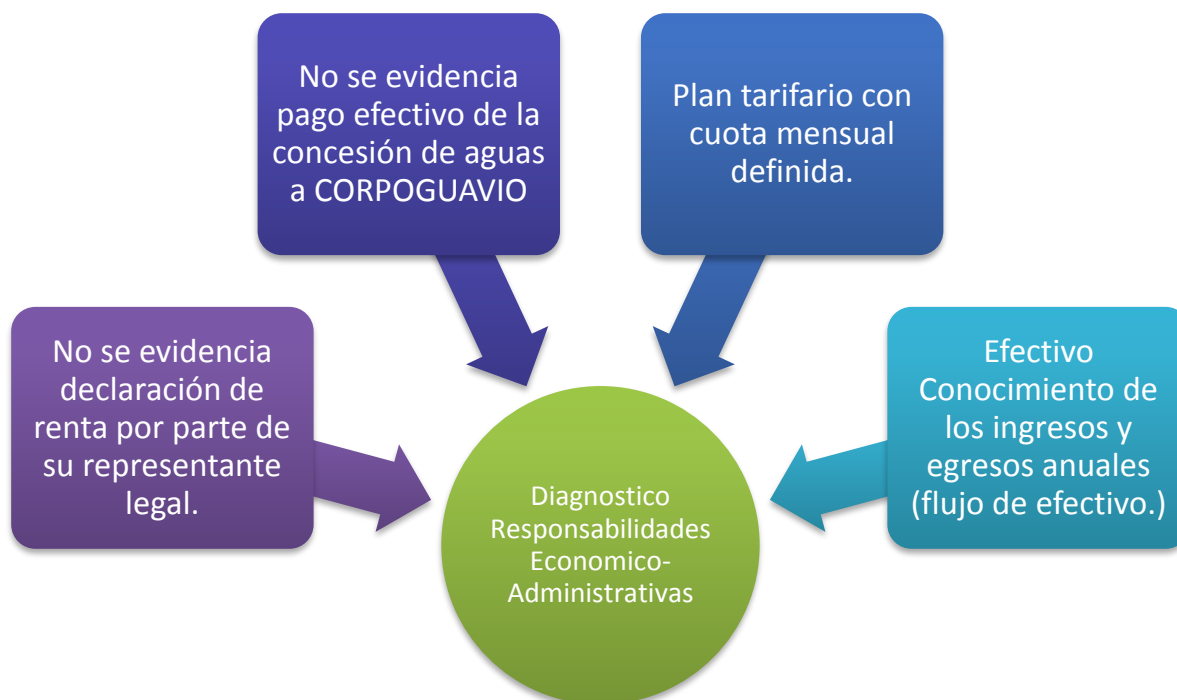 No se evidencia
pago efectivo de la
concesión de aguas
a CORPOGUAVIO
Plan tarifario con
cuota mensual
definida.
No se evidencia
declaración de
renta por parte de
su representante
legal.
Efectivo
Conocimiento de
los ingresos y
egresos anuales
(flujo de efectivo.)
Diagnostico
Responsabilidades
Economico-
Administrativas